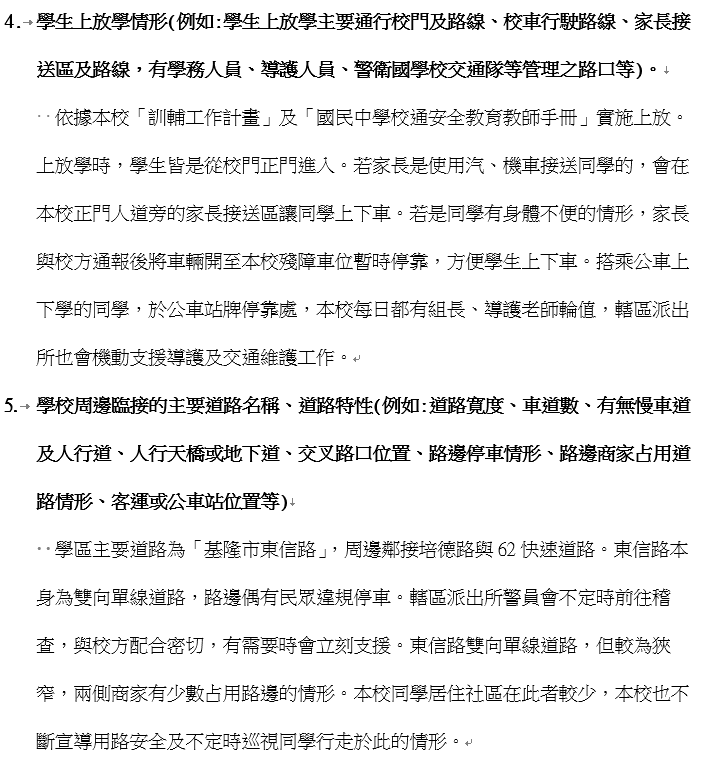 4.→學生上放學情形(例如:學生上放學主要通行校門及路線、校車行駛路線、家長接
送區及路線，有學務人員、導護人員、警衛國學校交通隊等管理之路口等)。↓
··依據本校「訓輔工作計畫」及「國民中學校通安全教育教師手冊」實施上放。
上放學時，學生皆是從校門正門進入。若家長是使用汽、機車接送同學的，會在
本校正門人道旁的家長接送區讓同學上下車。若是同學有身體不便的情形，家長
與校方通報後將車輛開至本校殘障車位暫時停靠，方便學生上下車。搭乘公車上
下學的同學，於公車站牌停靠處，本校每日都有組長、導護老師輪值，轄區派出
所也會機動支援導護及交通維護工作。↵
5.→學校周邊臨接的主要道路名稱、道路特性(例如:道路寬度、車道數、有無慢車道
及人行道、人行天橋或地下道、交叉路口位置、路邊停車情形、路邊商家占用道
路情形、客運或公車站位置等)↓
··學區主要道路為「基隆市東信路」，周邊鄰接培德路與 62 快速道路。東信路本
身為雙向單線道路，路邊偶有民眾違規停車。轄區派出所警員會不定時前往稽
查，與校方配合密切，有需要時會立刻支援。東信路雙向單線道路，但較為狹
窄，兩側商家有少數占用路邊的情形。本校同學居住社區在此者較少，本校也不
斷宣導用路安全及不定時巡視同學行走於此的情形。↵